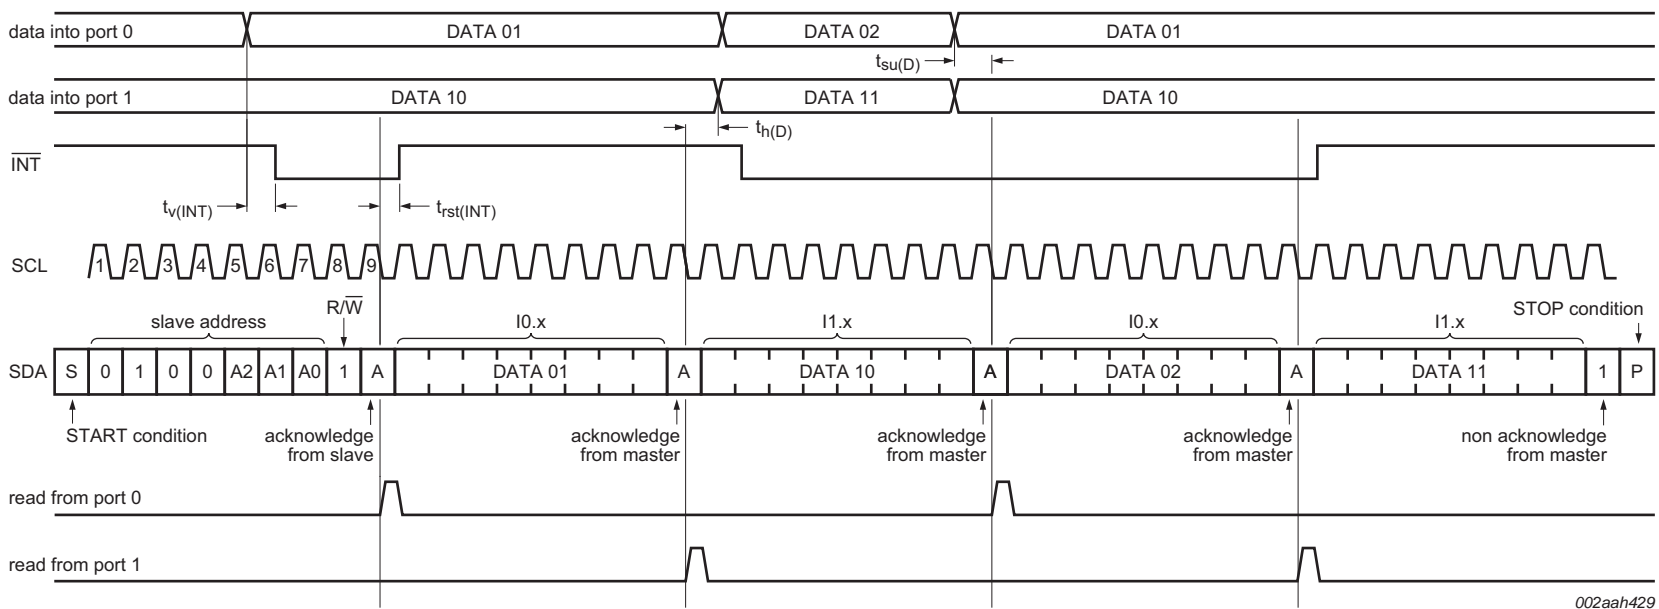 data into port 0 DATA 01 DATA 02 DATA 01
tsu(D)
data into port 1 DATA 10 DATA 11 DATA 10
th(D)
INT
tv(INT) trst(INT)
SCL 1 2 3 4 5 6 7 8 9
R/W
slave address I0.x I1.x I0.x I1.x STOP condition
SDA S 0 1 0 0 A2 A1 A0 1 A DATA 01 A DATA 10 A DATA 02 A DATA 11 1 P
START condition acknowledge acknowledge acknowledge acknowledge non acknowledge
from slave from master from master from master from master
read from port 0
read from port 1
002aah429